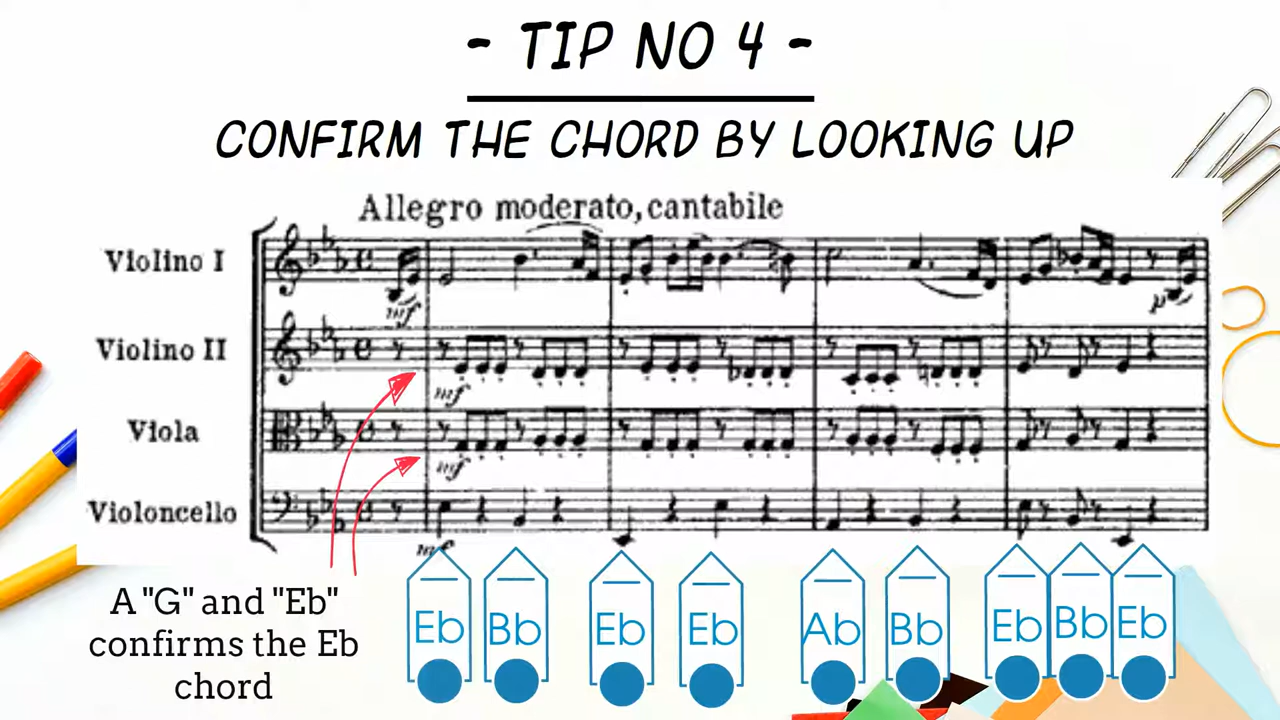 - TIP NO 4 -
CONFIRM THE CHORD BY LOOKING UP
Allegro moderato, cantabile
Violino I
mf
p
Violino II
mf
Viola
mf
Violoncello
mf
A "G" and "Eb"
confirms the Eb
chord
Eb Bb Eb Eb Ab Bb Eb Bb Eb